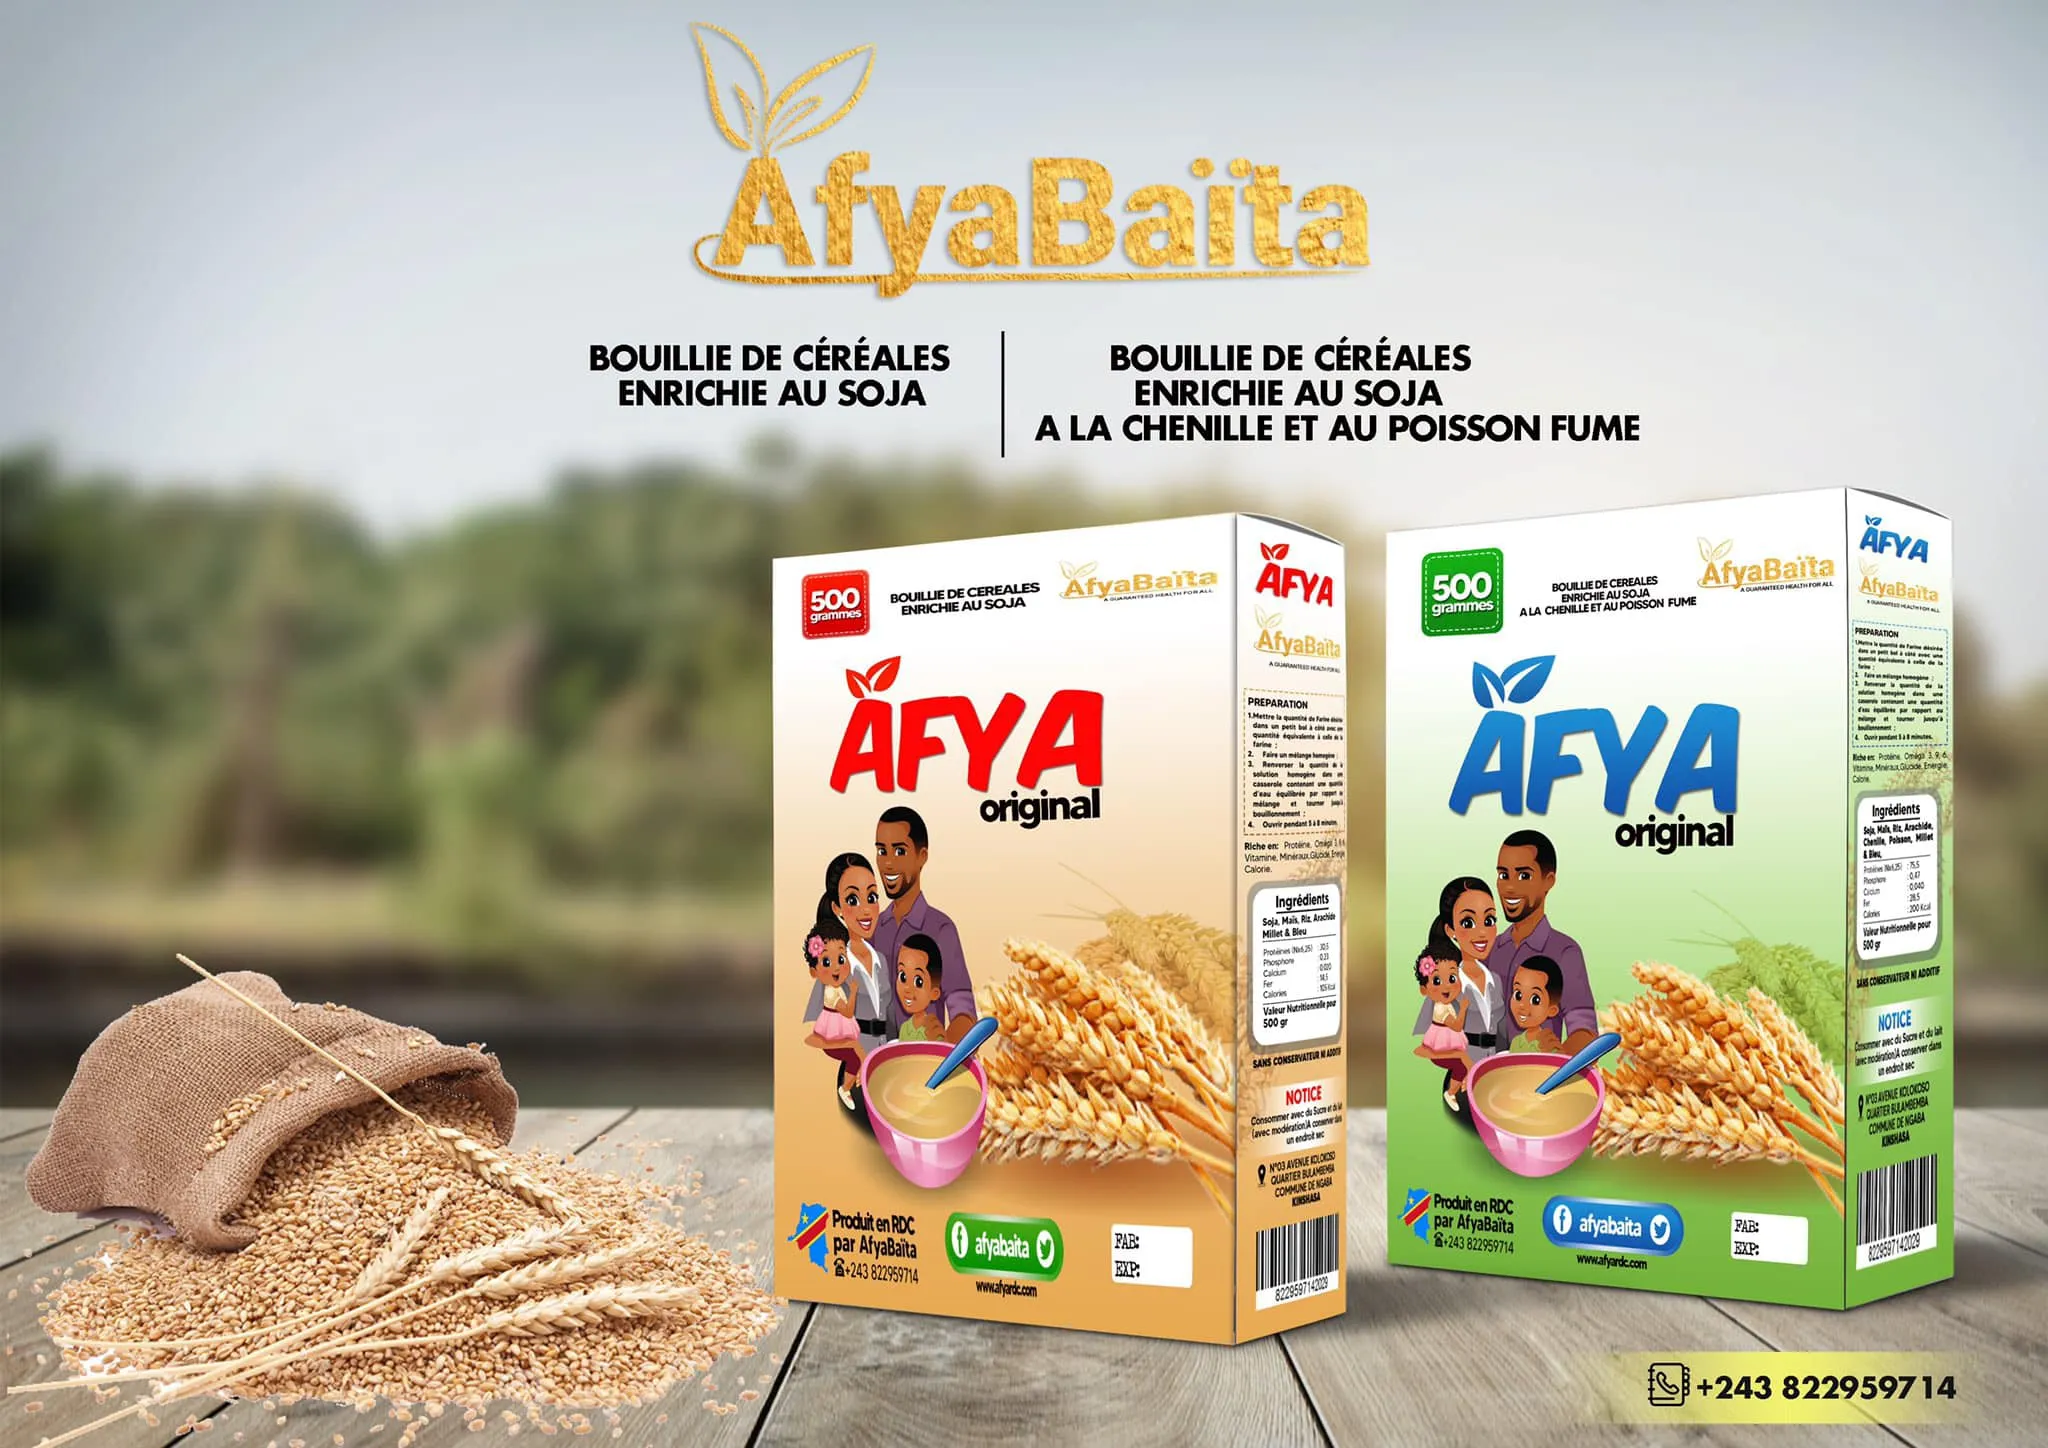 AfyaBaïta
BOUILLIE DE CÉRÉALES
ENRICHIE AU SOJA
BOUILLIE DE CÉRÉALES
ENRICHIE AU SOJA
A LA CHENILLE ET AU POISSON FUME
500
grammes
BOUILLIE DE CEREALES
ENRICHIE AU SOJA
AfyaBaïta
A GUARANTEED HEALTH FOR ALL
AFYA
original
Produit en RDC
par AfyaBaïta
+243 822959714
afyabaita
www.afyardc.com
FAB:
EXP:
AFYA
AfyaBaïta
A GUARANTEED HEALTH FOR ALL
PREPARATION
1.Mettre la quantité de Farine désirée
dans un petit bol à côté avec une
quantité équivalente à celle de la
farine ;
2. Faire un mélange homogène ;
3. Renverser la quantité de la
solution homogène dans un
casserole contenant une quantité
d'eau équilibrée par rapport au
mélange et tourner jusqu'à
bouillonnement ;
4. Ouvrir pendant 5 à 8 minutes.
Riche en: Protéine, Oméga 3, 9, 6,
Vitamine, Minéraux, Glucide, Energie,
Calorie.
Ingrédients
Soja, Maïs, Riz, Arachide
Millet & Bleu
Protéines (Nx6,25) : 30,5
Phosphore : 0,23
Calcium : 0,020
Fer : 14,5
Calories : 105 Kcal
Valeur Nutritionnelle pour
500 gr
SANS CONSERVATEUR NI ADDITIF
NOTICE
Consommer avec du Sucre et du lait
(avec modération)A conserver dans
un endroit sec
N°03 AVENUE KOLOKOSO
QUARTIER BULAMBEMBA
COMMUNE DE NGABA
KINSHASA
8229597142029
500
grammes
BOUILLIE DE CEREALES
ENRICHIE AU SOJA
A LA CHENILLE ET AU POISSON FUME
AfyaBaïta
A GUARANTEED HEALTH FOR ALL
AFYA
original
Produit en RDC
par AfyaBaïta
+243 822959714
afyabaita
www.afyardc.com
FAB:
EXP:
AFYA
AfyaBaïta
A GUARANTEED HEALTH FOR ALL
PREPARATION
1.Mettre la quantité de Farine désirée
dans un petit bol à côté avec une
quantité équivalente à celle de la
farine ;
2. Faire un mélange homogène ;
3. Renverser la quantité de la
solution homogène dans une
casserole contenant une quantité
d'eau équilibrée par rapport au
mélange et tourner jusqu'à
bouillonnement ;
4. Ouvrir pendant 5 à 8 minutes.
Riche en: Protéine, Oméga 3, 9, 6,
Vitamine, Minéraux, Glucide, Energie,
Calorie.
Ingrédients
Soja, Maïs, Riz, Arachide,
Chenille, Poisson, Millet
& Bleu,
Protéines (Nx6,25) : 75,5
Phosphore : 0,47
Calcium : 0,040
Fer : 28,5
Calories : 200 Kcal
Valeur Nutritionnelle pour
500 gr
SANS CONSERVATEUR NI ADDITIF
NOTICE
Consommer avec du Sucre et du lait
(avec modération)A conserver dans
un endroit sec
N°03 AVENUE KOLOKOSO
QUARTIER BULAMBEMBA
COMMUNE DE NGABA
KINSHASA
8229597142029
+243 822959714